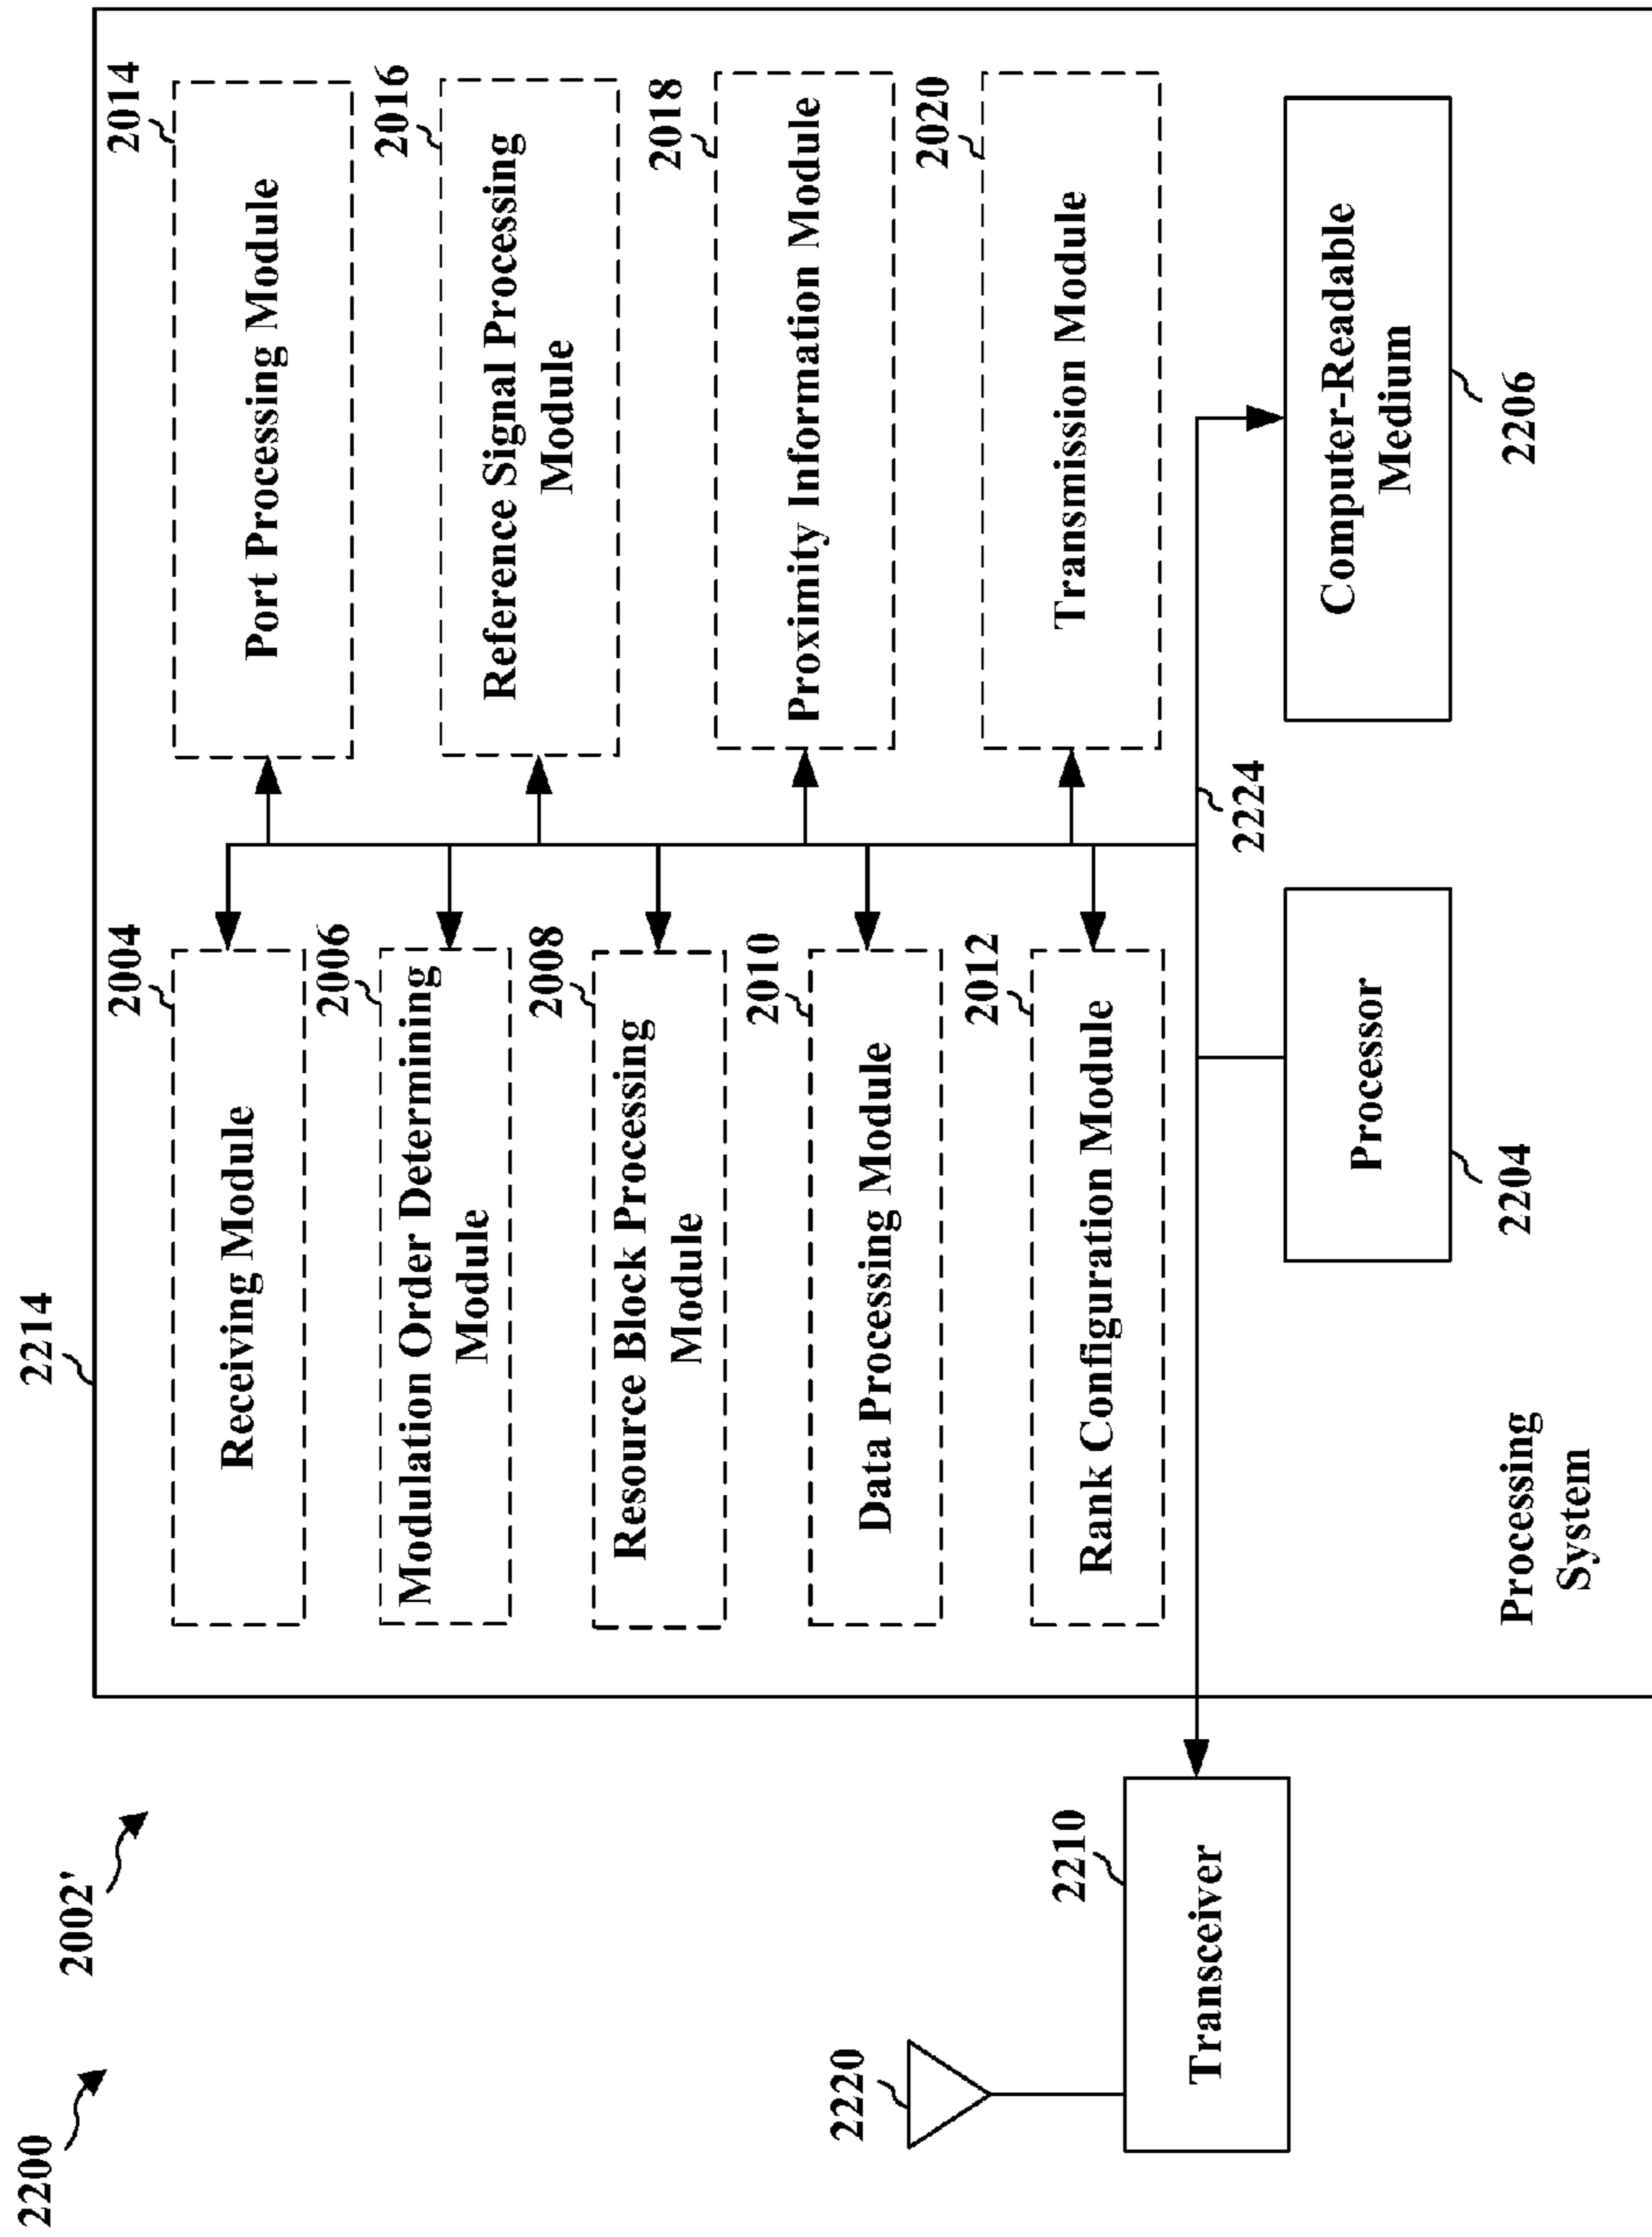 2200
2002'
2214
2004
Receiving Module
2006
Modulation Order Determining
Module
2008
Resource Block Processing
Module
2010
Data Processing Module
2012
Rank Configuration Module
2014
Port Processing Module
2016
Reference Signal Processing
Module
2018
Proximity Information Module
2020
Transmission Module
2220
2210
Transceiver
2224
Processor
2204
Computer-Readable
Medium
2206
Processing
System